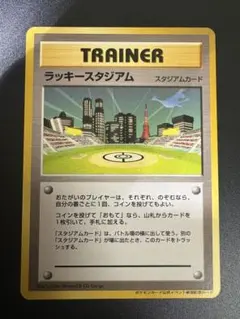 TRAINER
ラッキースタジアム
スタジアムカード
おたがいのプレイヤーは、それぞれ、のぞむなら、
自分の番ごとに1回、コインを投げてもよい。
コインを投げて「おもて」なら、山札からカードを
1枚引いて、手札に加える。
「スタジアムカード」は、バトル場の横に出して使う。別の
「スタジアムカード」が場に出たとき、このカードをトラッ
シュする。